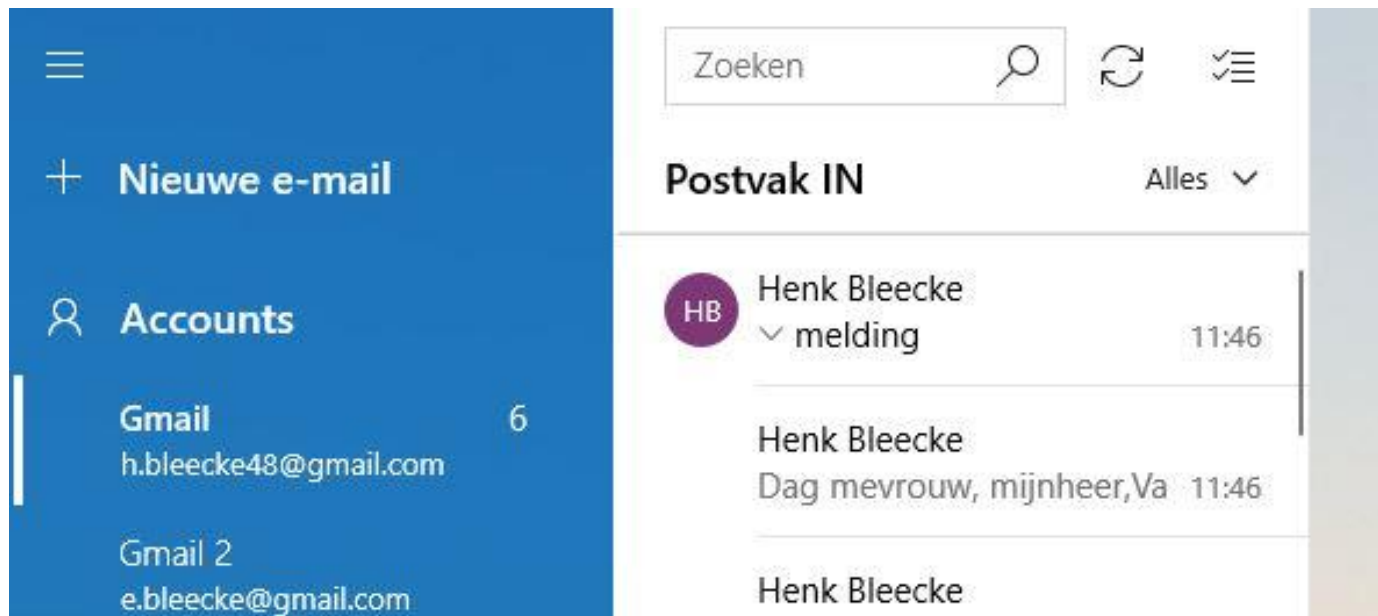 Nieuwe e-mail
Accounts
Gmail 6
h.bleecke48@gmail.com
Gmail 2
e.bleecke@gmail.com
Zoeken
Postvak IN Alles
HB
Henk Bleecke
melding 11:46
Henk Bleecke
Dag mevrouw, mijnheer,Va 11:46
Henk Bleecke